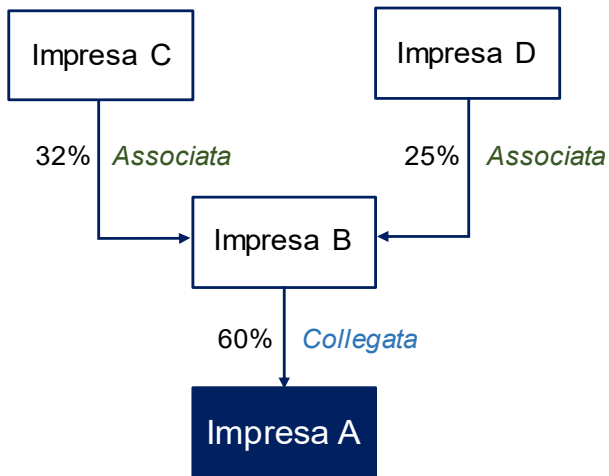 Impresa C
Impresa D
32% Associata
25% Associata
Impresa B
60% Collegata
Impresa A